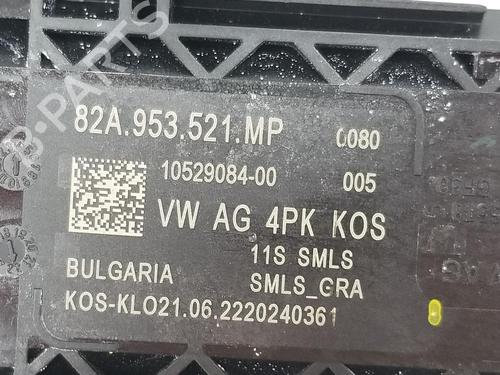 82A.953.521.MP 0080
10529084-00 005
VW AG 4PK KOS
11S SMLS
BULGARIA SMLS_GRA
KOS-KLO21.06.2220240361